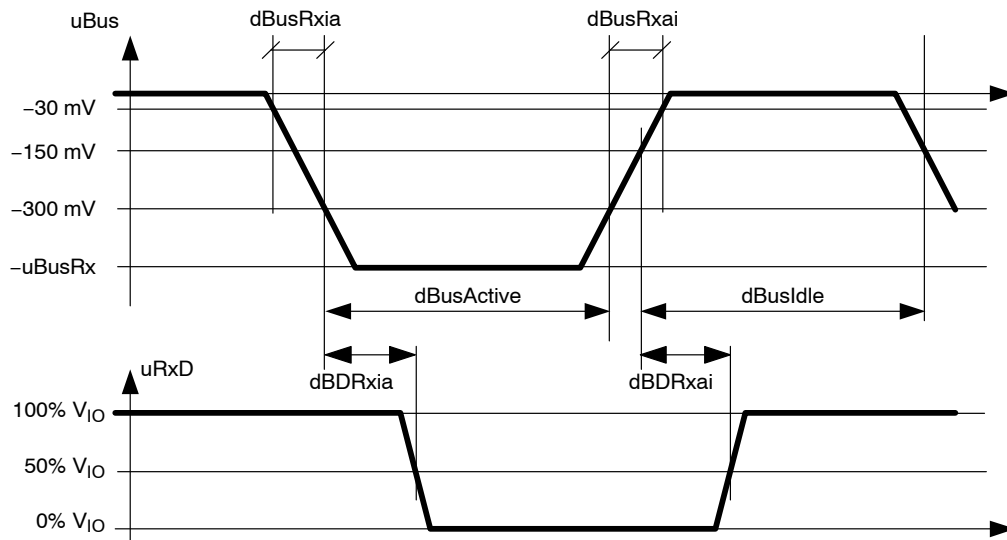 uBus
dBusRxia
dBusRxai
−30 mV
−150 mV
−300 mV
−uBusRx
dBusActive
dBusIdle
uRxD
dBDRxia
dBDRxai
100% VIO
50% VIO
0% VIO